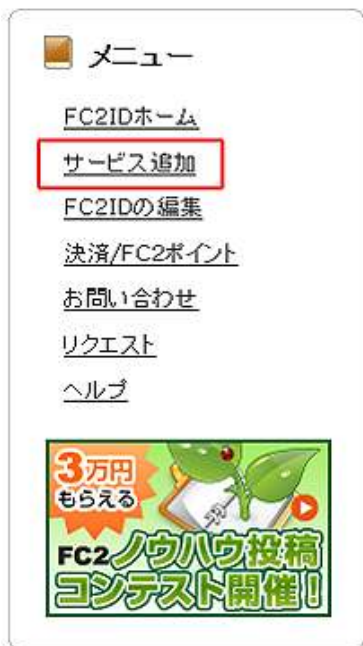 メニュー
FC2IDホーム
サービス追加
FC2IDの編集
決済/FC2ポイント
お問い合わせ
リクエスト
ヘルプ
3万円
もらえる
FC2ノウハウ投稿
コンテスト開催!